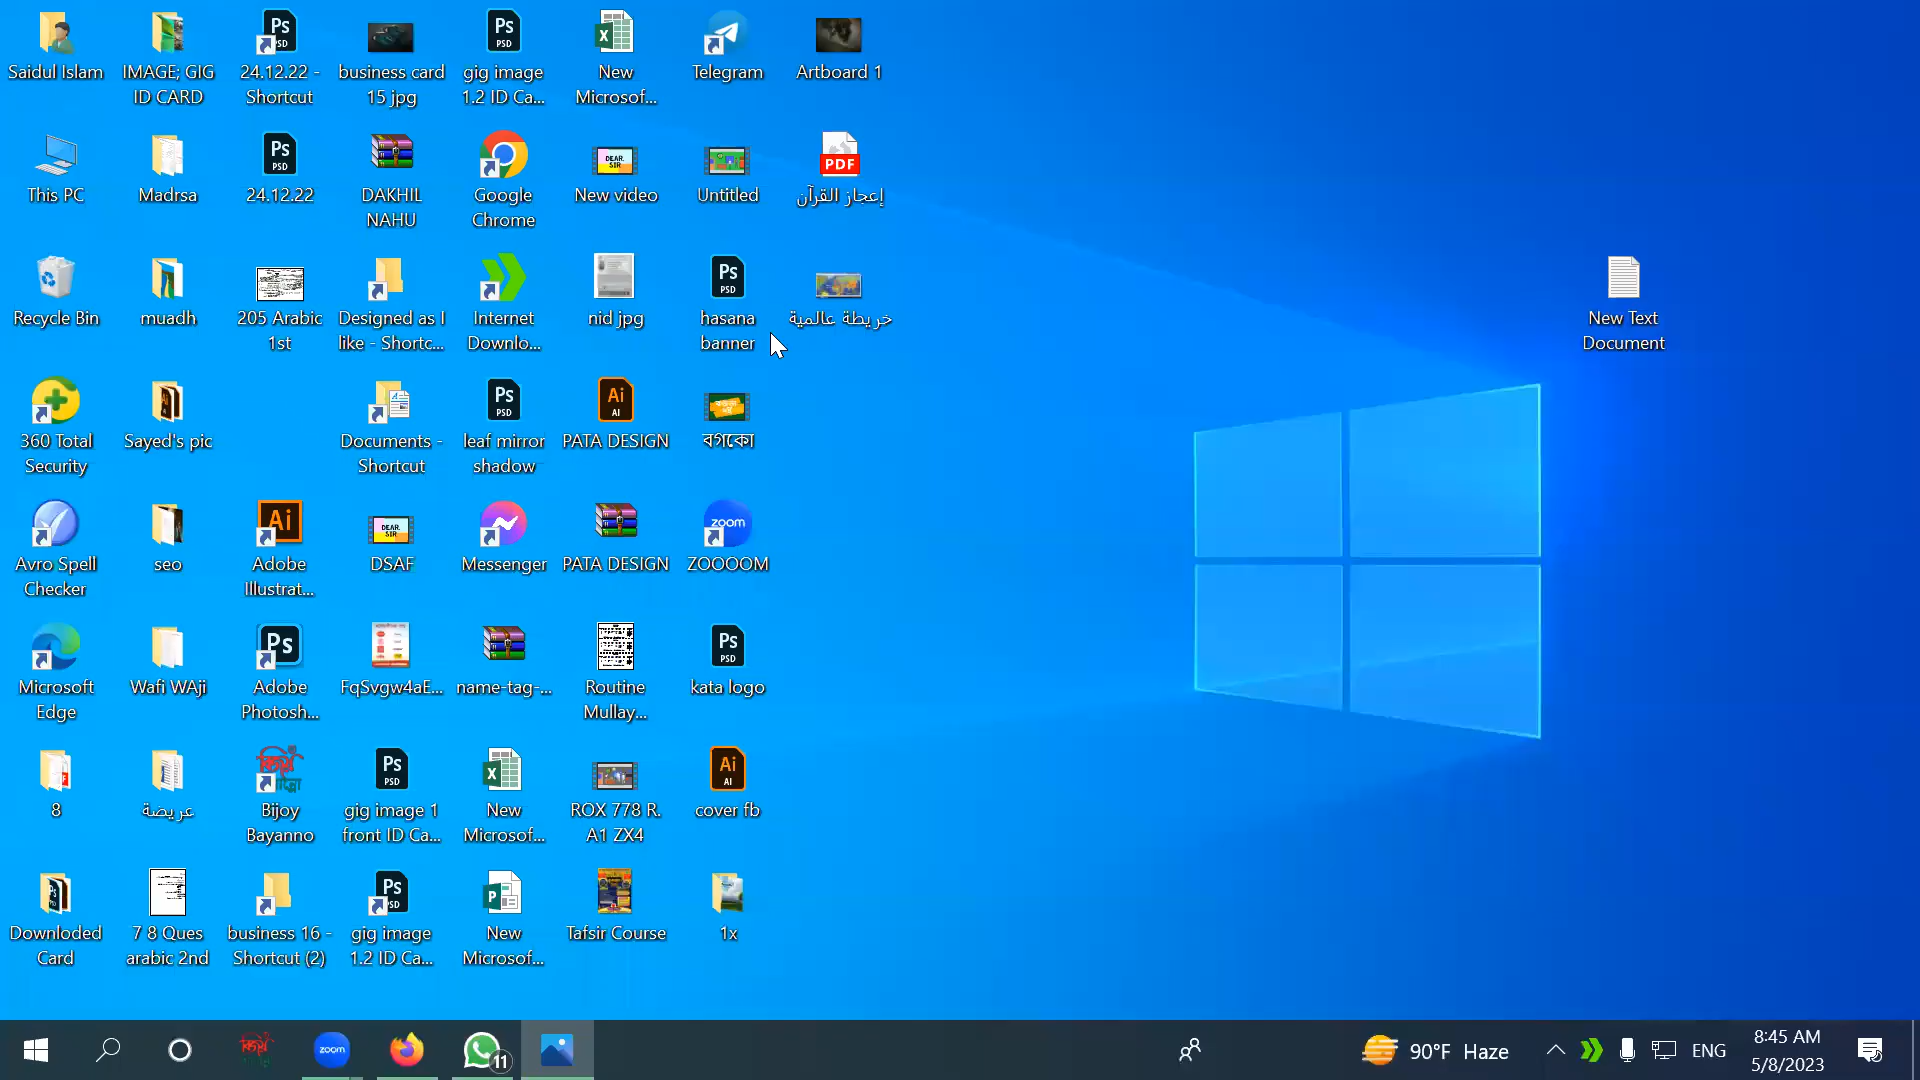 Saidul Islam
IMAGE; GIG
ID CARD
24.12.22 -
Shortcut
business card
15 jpg
gig image
1.2 ID Ca...
New
Microsof...
Telegram
Artboard 1
This PC
Madrsa
24.12.22
DAKHIL
NAHU
Google
Chrome
New video
Untitled
إعجاز القرآن
Recycle Bin
muadh
205 Arabic
1st
Designed as I
like - Shortc...
Internet
Downlo...
nid jpg
hasana
banner
خريطة عالمية
New Text
Document
360 Total
Security
Sayed's pic
Documents -
Shortcut
leaf mirror
shadow
PATA DESIGN
বগকো
Avro Spell
Checker
seo
Adobe
Illustrat...
DSAF
Messenger
PATA DESIGN
ZOOOOM
Microsoft
Edge
Wafi WAji
Adobe
Photosh...
FqSvgw4aE...
name-tag-...
Routine
Mullay...
kata logo
8
عريضة
Bijoy
Bayanno
gig image 1
front ID Ca...
New
Microsof...
ROX 778 R.
A1 ZX4
cover fb
Downloded
Card
7 8 Ques
arabic 2nd
business 16 -
Shortcut (2)
gig image
1.2 ID Ca...
New
Microsof...
Tafsir Course
1x
zoom
11
90°F Haze
ENG
8:45 AM
5/8/2023